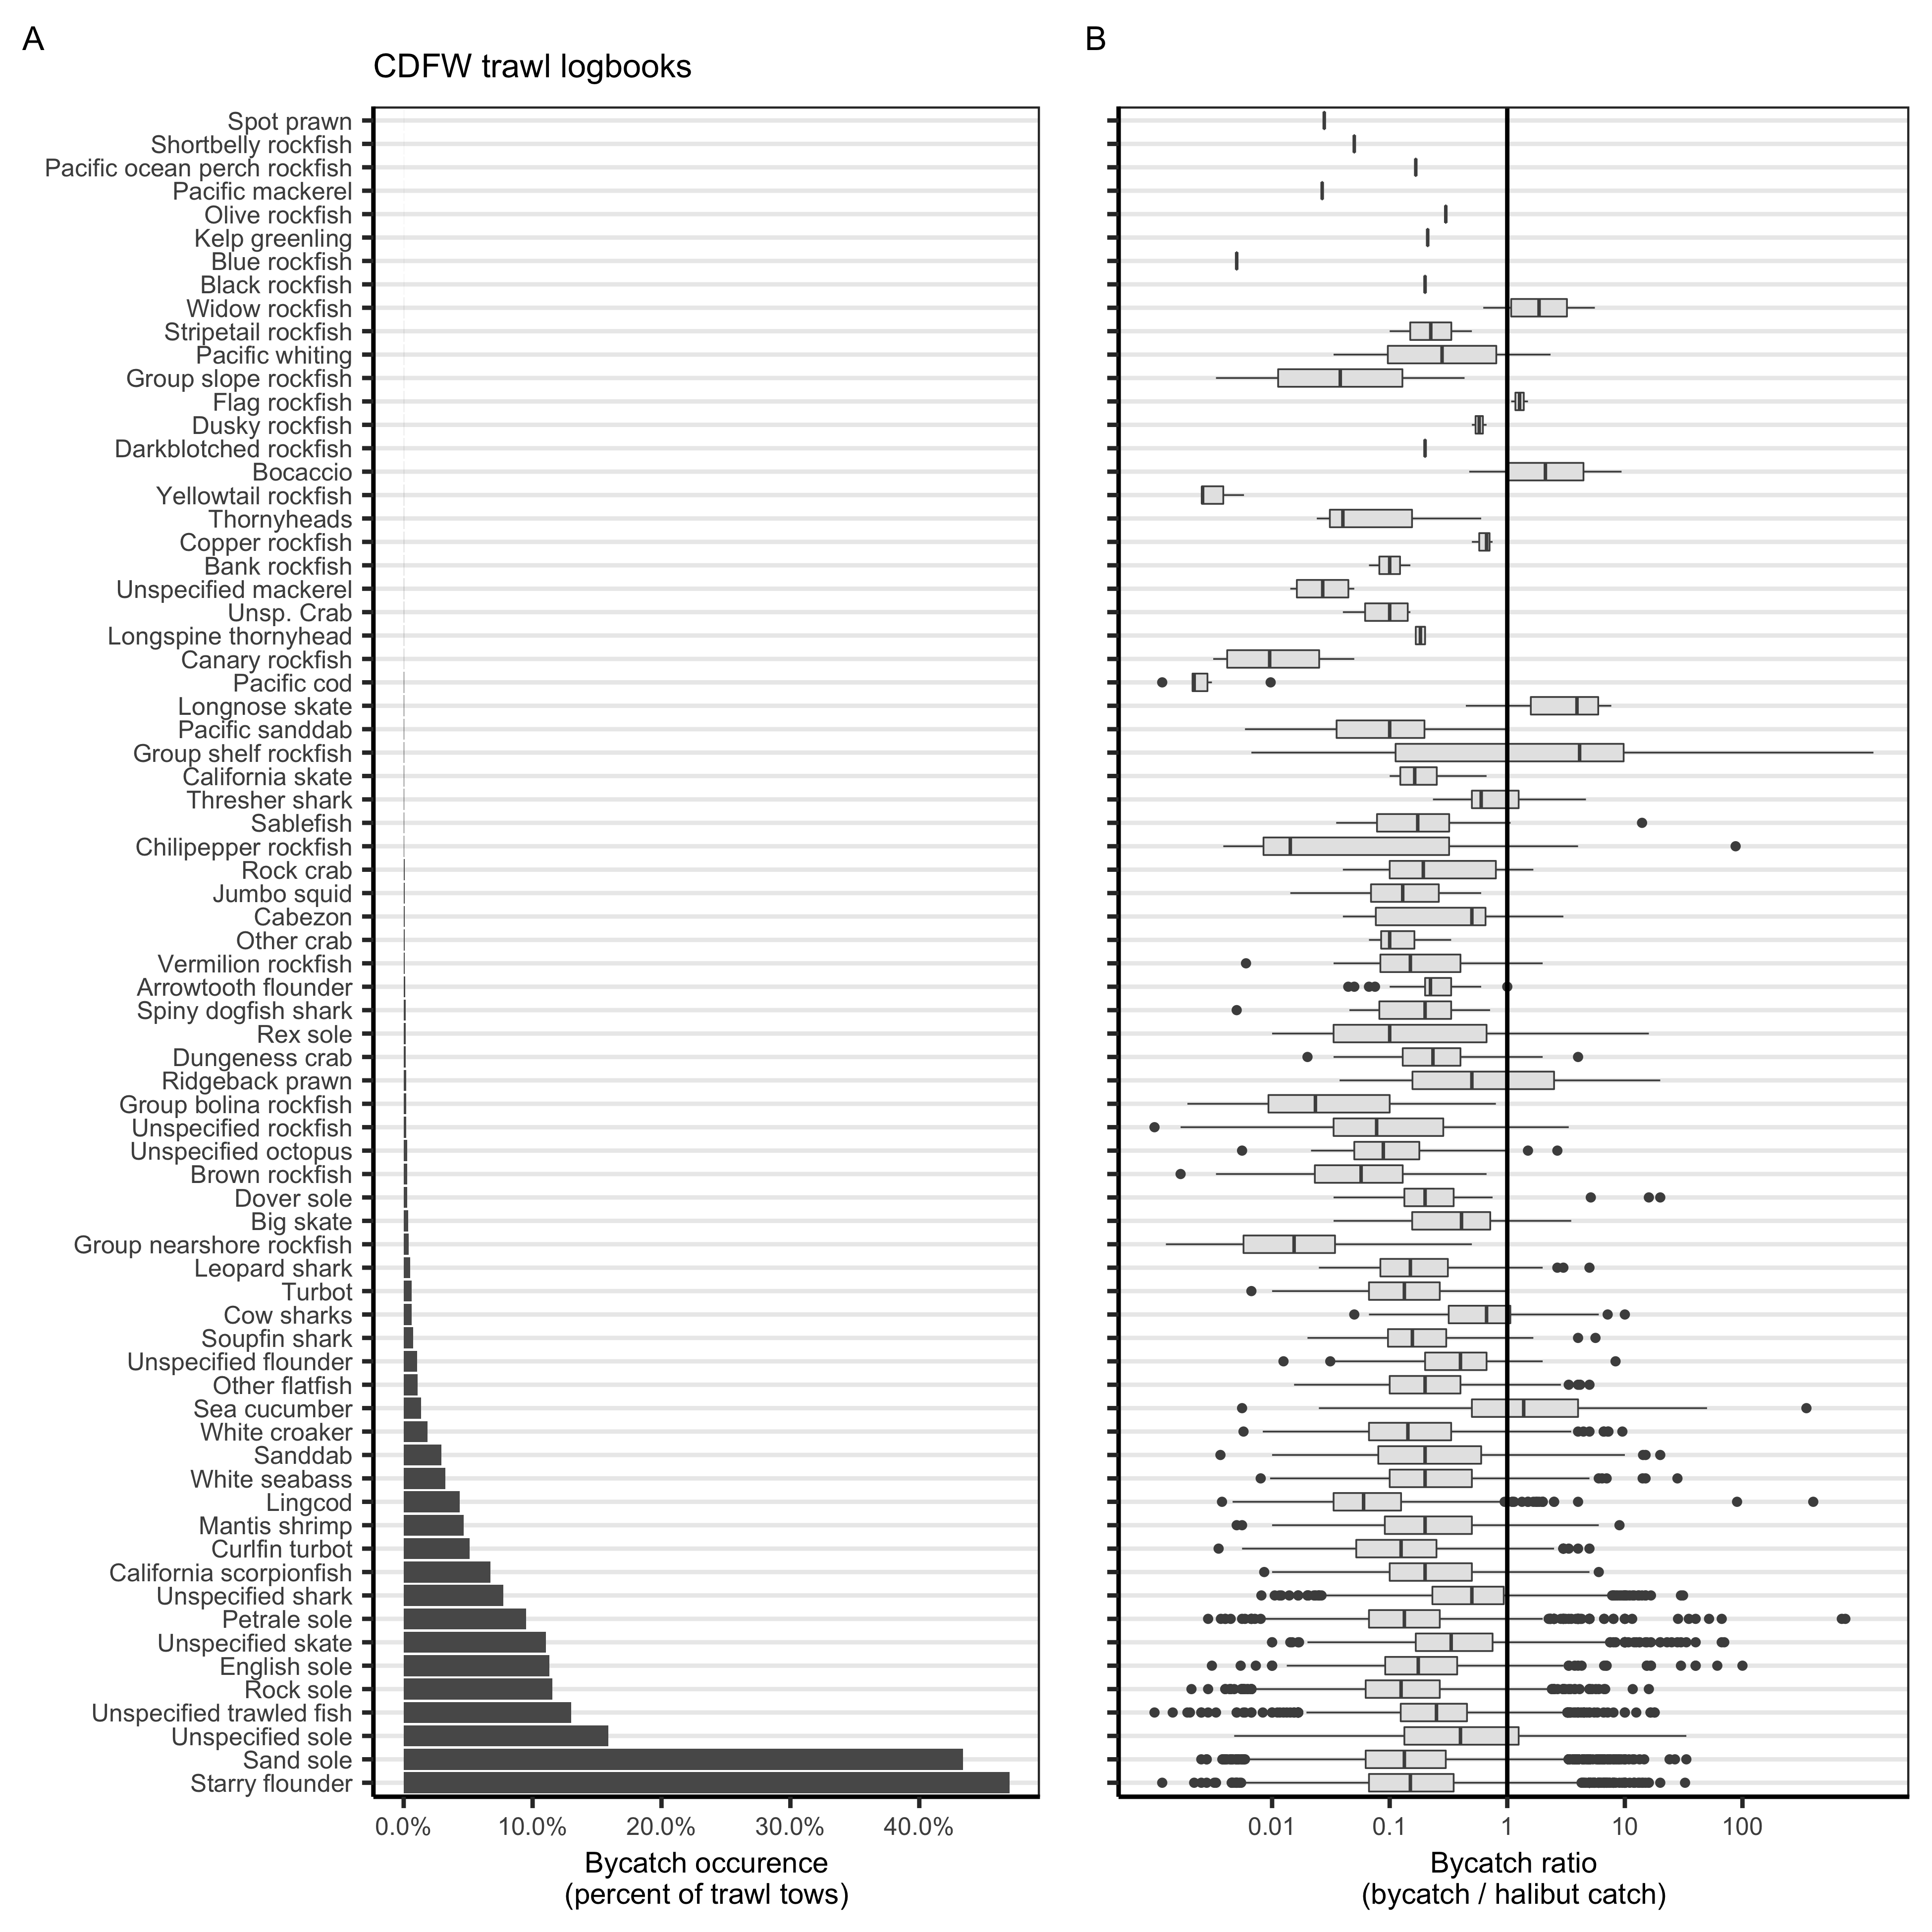 A
B
CDFW trawl logbooks
Spot prawn
Shortbelly rockfish
Pacific ocean perch rockfish
Pacific mackerel
Olive rockfish
Kelp greenling
Blue rockfish
Black rockfish
Widow rockfish
Stripetail rockfish
Pacific whiting
Group slope rockfish
Flag rockfish
Dusky rockfish
Darkblotched rockfish
Bocaccio
Yellowtail rockfish
Thornyheads
Copper rockfish
Bank rockfish
Unspecified mackerel
Unsp. Crab
Longspine thornyhead
Canary rockfish
Pacific cod
Longnose skate
Pacific sanddab
Group shelf rockfish
California skate
Thresher shark
Sablefish
Chilipepper rockfish
Rock crab
Jumbo squid
Cabezon
Other crab
Vermilion rockfish
Arrowtooth flounder
Spiny dogfish shark
Rex sole
Dungeness crab
Ridgeback prawn
Group bolina rockfish
Unspecified rockfish
Unspecified octopus
Brown rockfish
Dover sole
Big skate
Group nearshore rockfish
Leopard shark
Turbot
Cow sharks
Soupfin shark
Unspecified flounder
Other flatfish
Sea cucumber
White croaker
Sanddab
White seabass
Lingcod
Mantis shrimp
Curlfin turbot
California scorpionfish
Unspecified shark
Petrale sole
Unspecified skate
English sole
Rock sole
Unspecified trawled fish
Unspecified sole
Sand sole
Starry flounder
0.0% 10.0% 20.0% 30.0% 40.0%
Bycatch occurence
(percent of trawl tows)
0.01 0.1 1 10 100
Bycatch ratio
(bycatch / halibut catch)